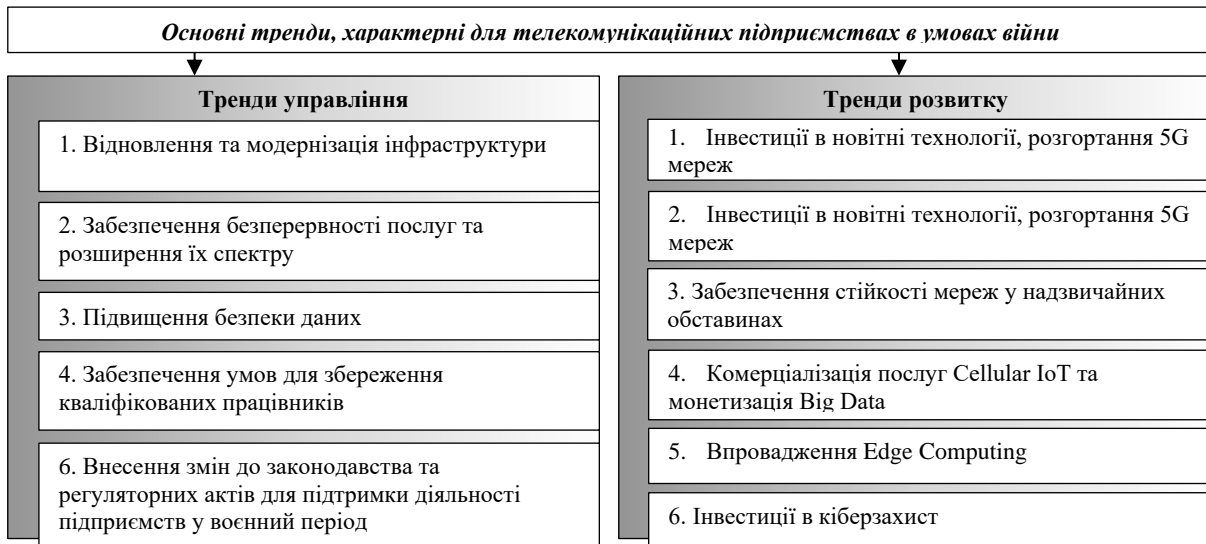 Основні тренди, характерні для телекомунікаційних підприємствах в умовах війни
Тренди управління
1. Відновлення та модернізація інфраструктури
2. Забезпечення безперервності послуг та
розширення їх спектру
3. Підвищення безпеки даних
4. Забезпечення умов для збереження
кваліфікованих працівників
6. Внесення змін до законодавства та
регуляторних актів для підтримки діяльності
підприємств у воєнний період
Тренди розвитку
1. Інвестиції в новітні технології, розгортання 5G
мереж
2. Інвестиції в новітні технології, розгортання 5G
мереж
3. Забезпечення стійкості мереж у надзвичайних
обставинах
4. Комерціалізація послуг Cellular IoT та
монетизація Big Data
5. Впровадження Edge Computing
6. Інвестиції в кіберзахист